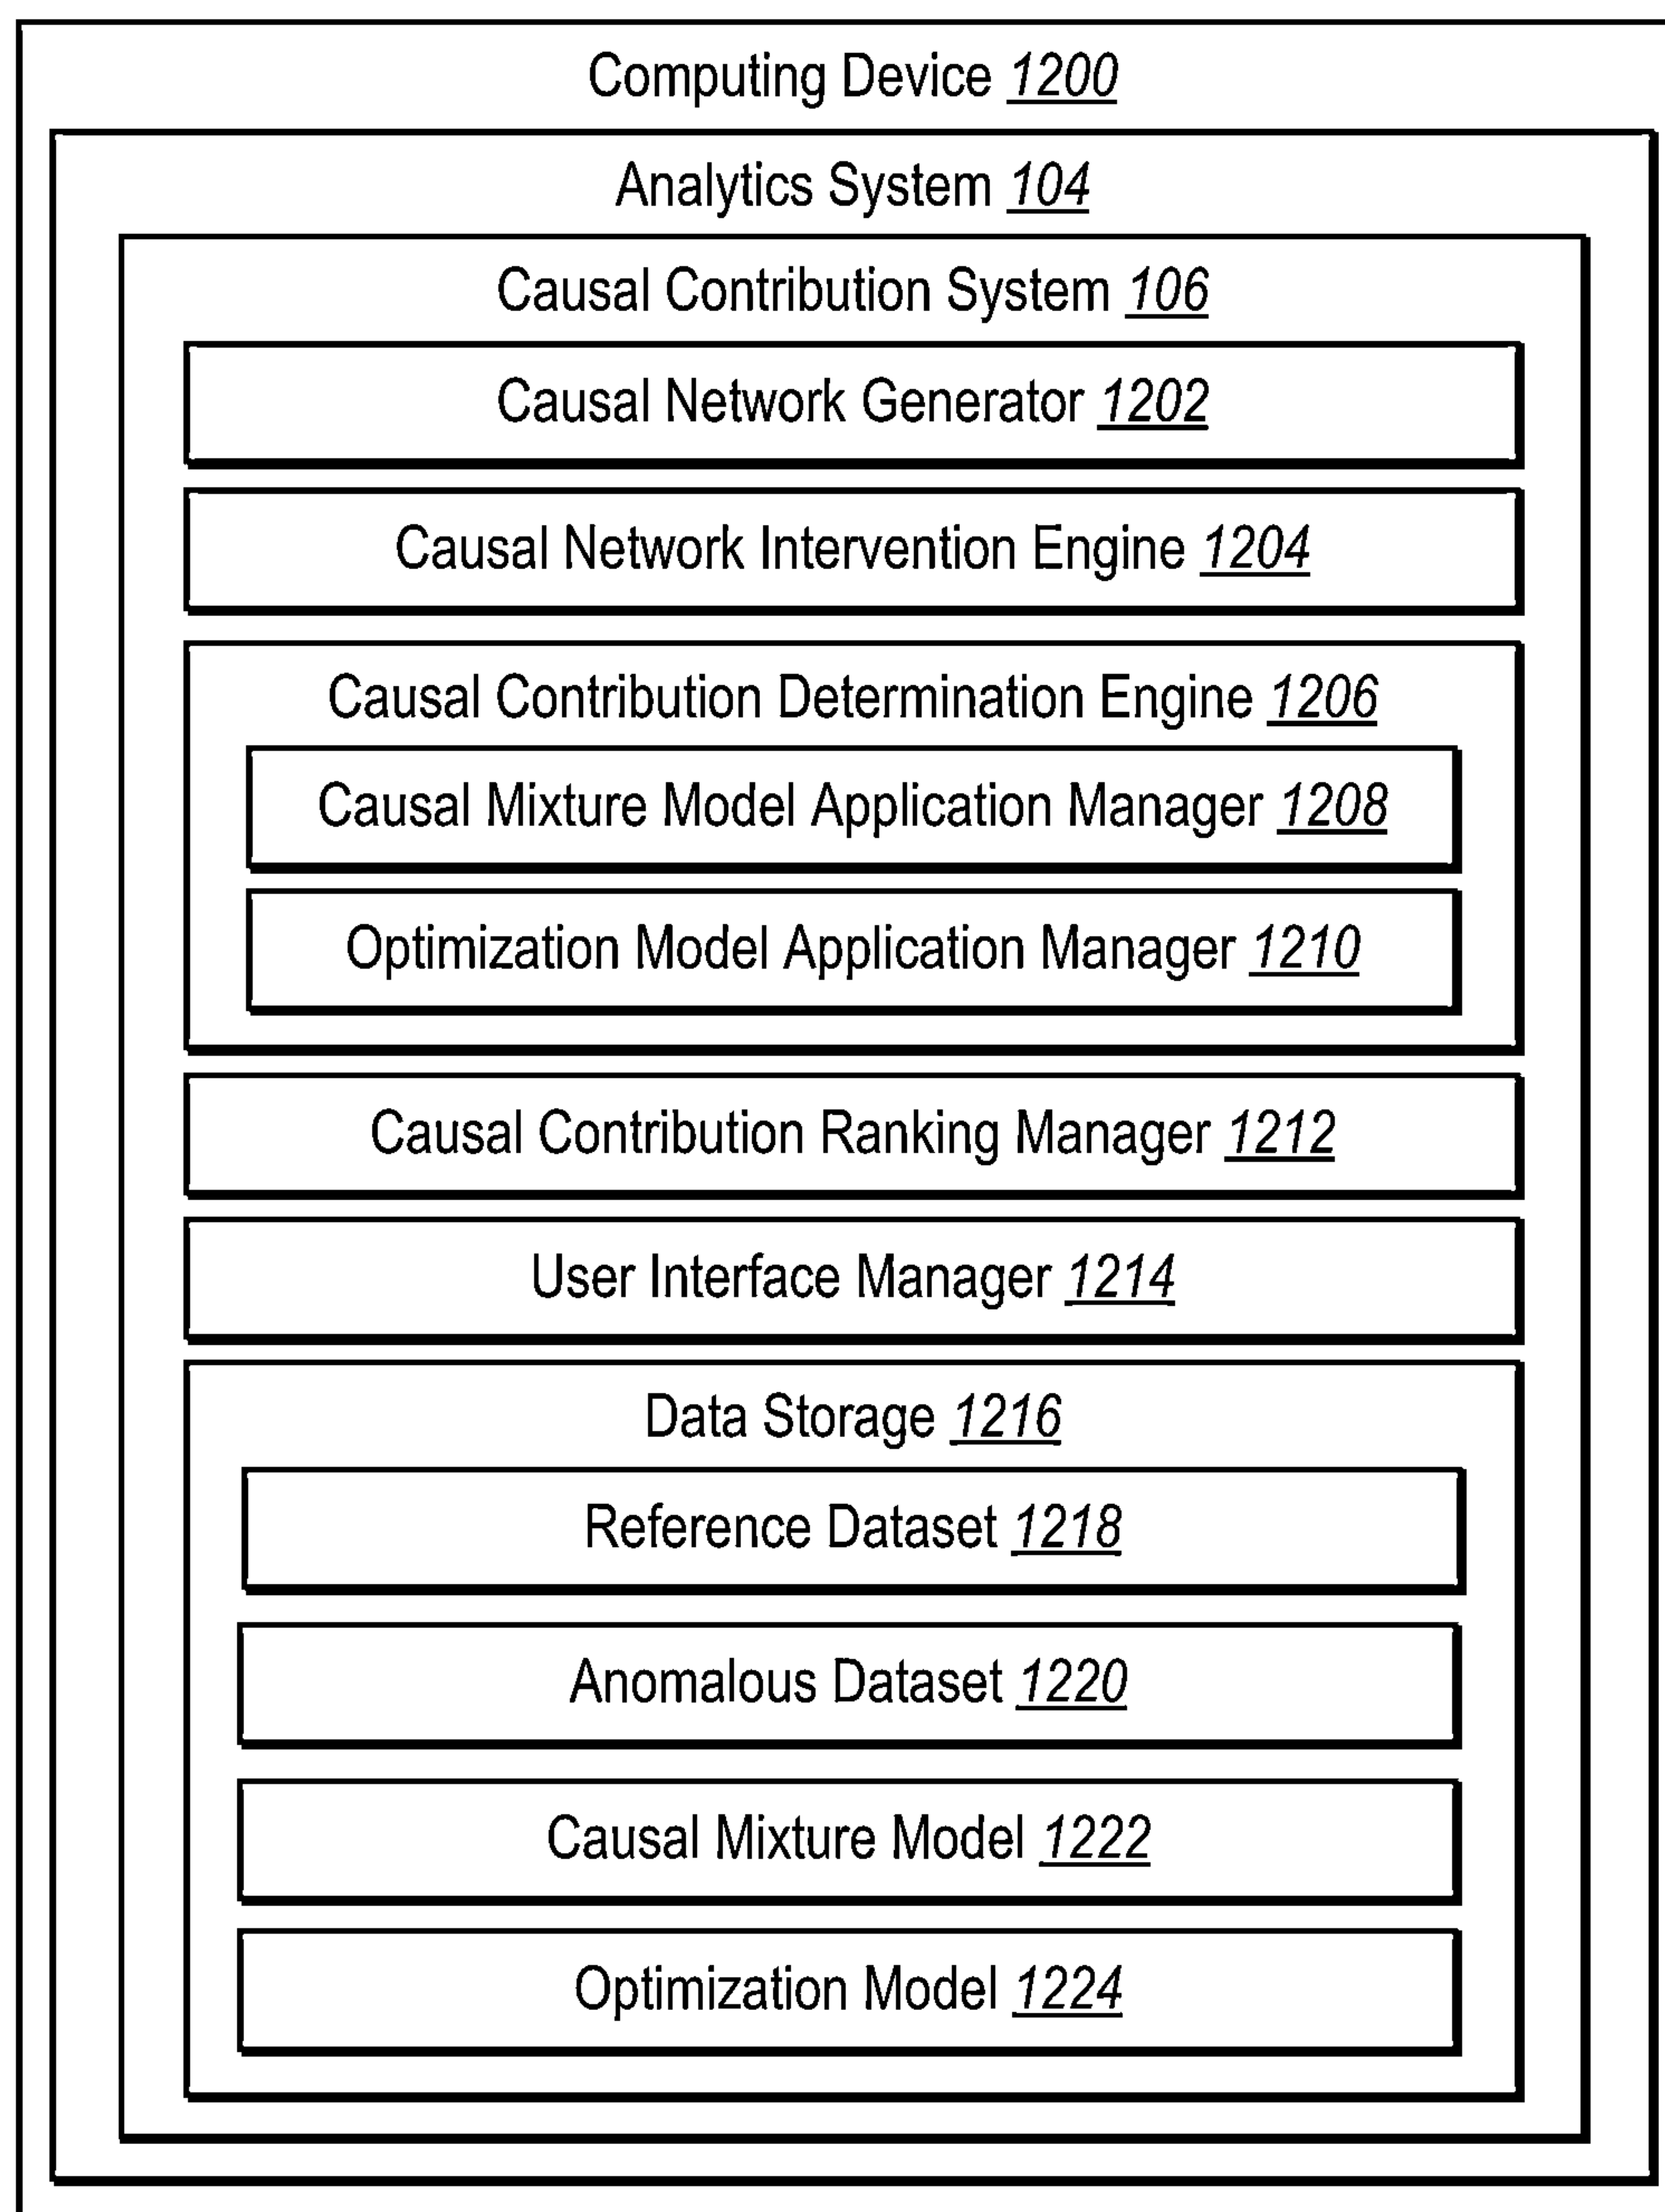 Computing Device 1200
Analytics System 104
Causal Contribution System 106
Causal Network Generator 1202
Causal Network Intervention Engine 1204
Causal Contribution Determination Engine 1206
Causal Mixture Model Application Manager 1208
Optimization Model Application Manager 1210
Causal Contribution Ranking Manager 1212
User Interface Manager 1214
Data Storage 1216
Reference Dataset 1218
Anomalous Dataset 1220
Causal Mixture Model 1222
Optimization Model 1224